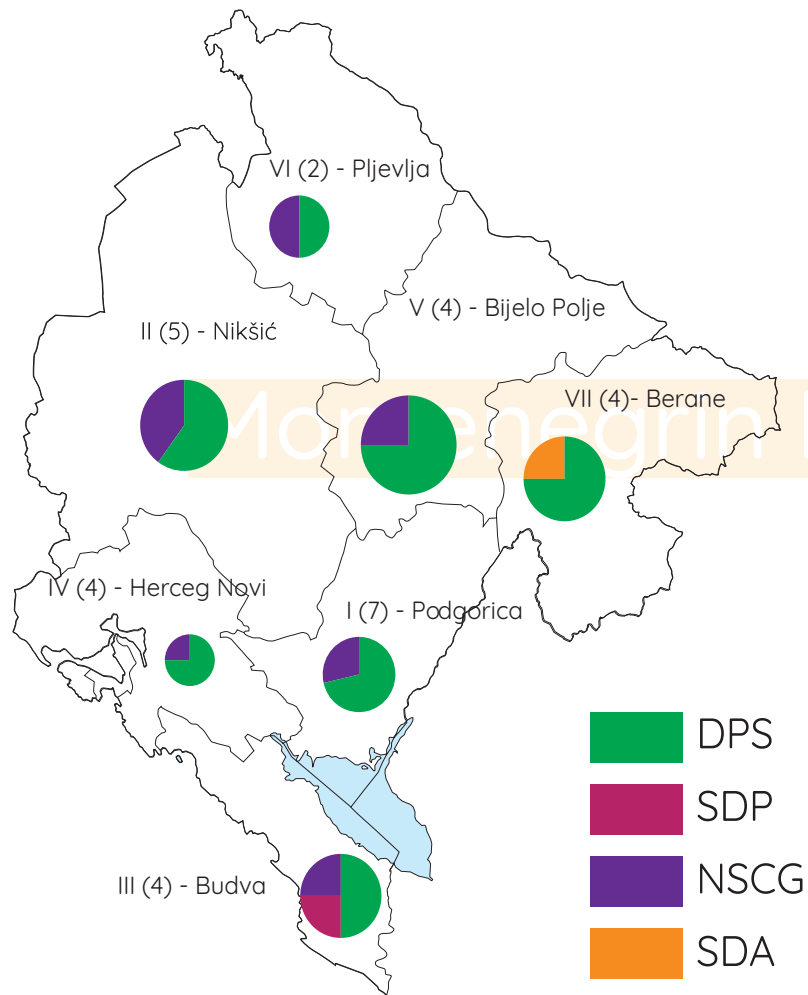 VI (2) - Pljevlja
V (4) - Bijelo Polje
II (5) - Nikšić
VII (4)- Berane
Montenegrin
IV (4) - Herceg Novi
I (7) - Podgorica
III (4) - Budva
DPS
SDP
NSCG
SDA